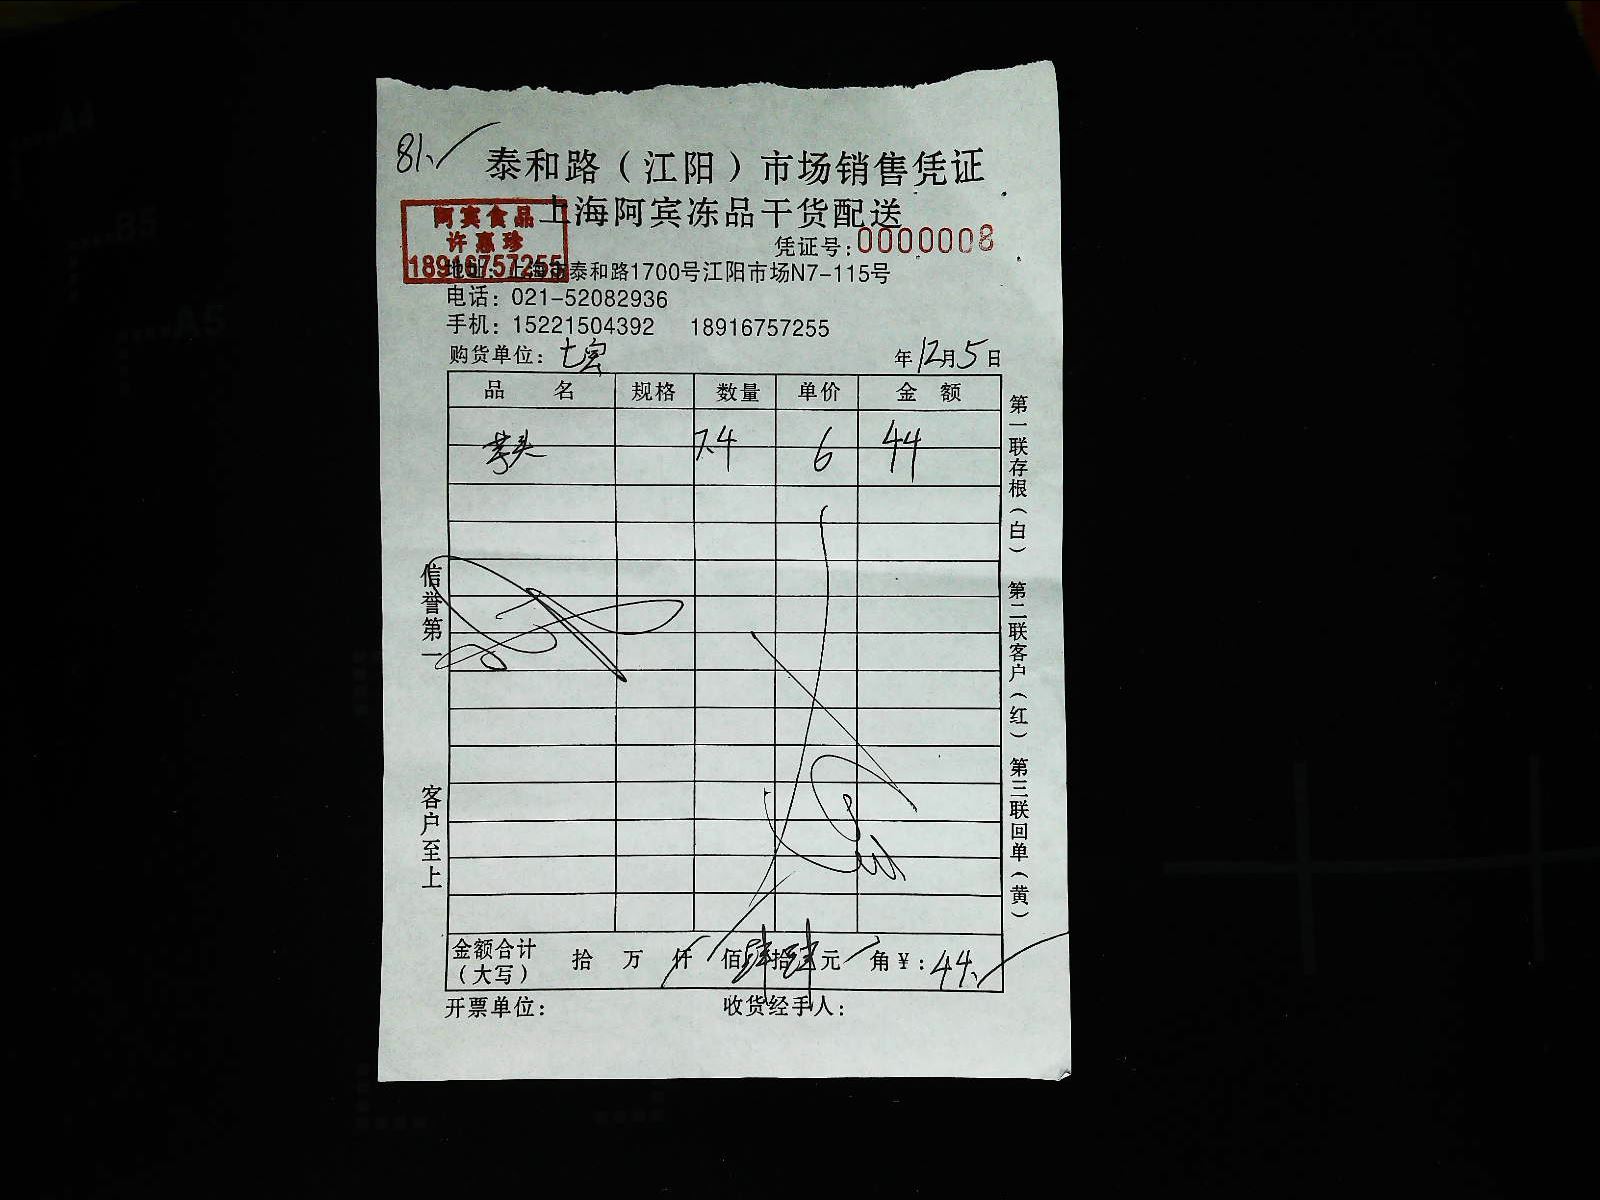 81
泰和路（江阳）市场销售凭证
上海阿宾冻品干货配送
阿宾食品
许惠珍
18916757255
凭证号：0000008
地址：上海市泰和路1700号江阳市场N7-115号
电话：021-52082936
手机：15221504392 18916757255
购货单位：七宝 年12月5日
品名 规格 数量 单价 金额
芋头 7.4 6 44
信誉第一
客户至上
第一联存根（白） 第二联客户（红） 第三联回单（黄）
金额合计（大写） 拾 万 仟 佰肆拾肆元 角 ¥：44
开票单位： 收货经手人：